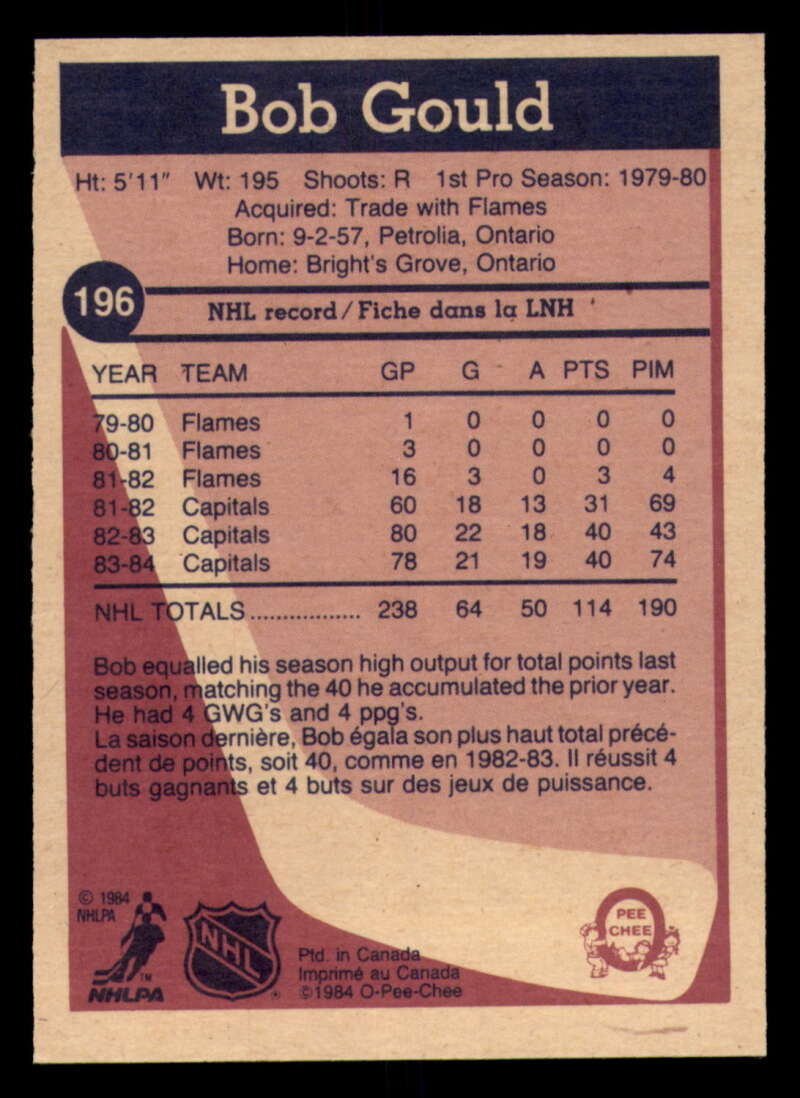 Bob Gould
Ht: 5'11" Wt: 195 Shoots: R 1st Pro Season: 1979-80
Acquired: Trade with Flames
Born: 9-2-57, Petrolia, Ontario
Home: Bright's Grove, Ontario
196
NHL record/Fiche dans la LNH
YEAR TEAM GP G A PTS PIM
79-80 Flames 1 0 0 0 0
80-81 Flames 3 0 0 0 0
81-82 Flames 16 3 0 3 4
81-82 Capitals 60 18 13 31 69
82-83 Capitals 80 22 18 40 43
83-84 Capitals 78 21 19 40 74
NHL TOTALS................. 238 64 50 114 190
Bob equalled his season high output for total points last
season, matching the 40 he accumulated the prior year.
He had 4 GWG's and 4 ppg's.
La saison dernière, Bob égala son plus haut total précé-
dent de points, soit 40, comme en 1982-83. Il réussit 4
buts gagnants et 4 buts sur des jeux de puissance.
© 1984
NHLPA
TM
NHLPA
NHL
Ptd. in Canada
Imprimé au Canada
©1984 O-Pee-Chee
PEE
CHEE